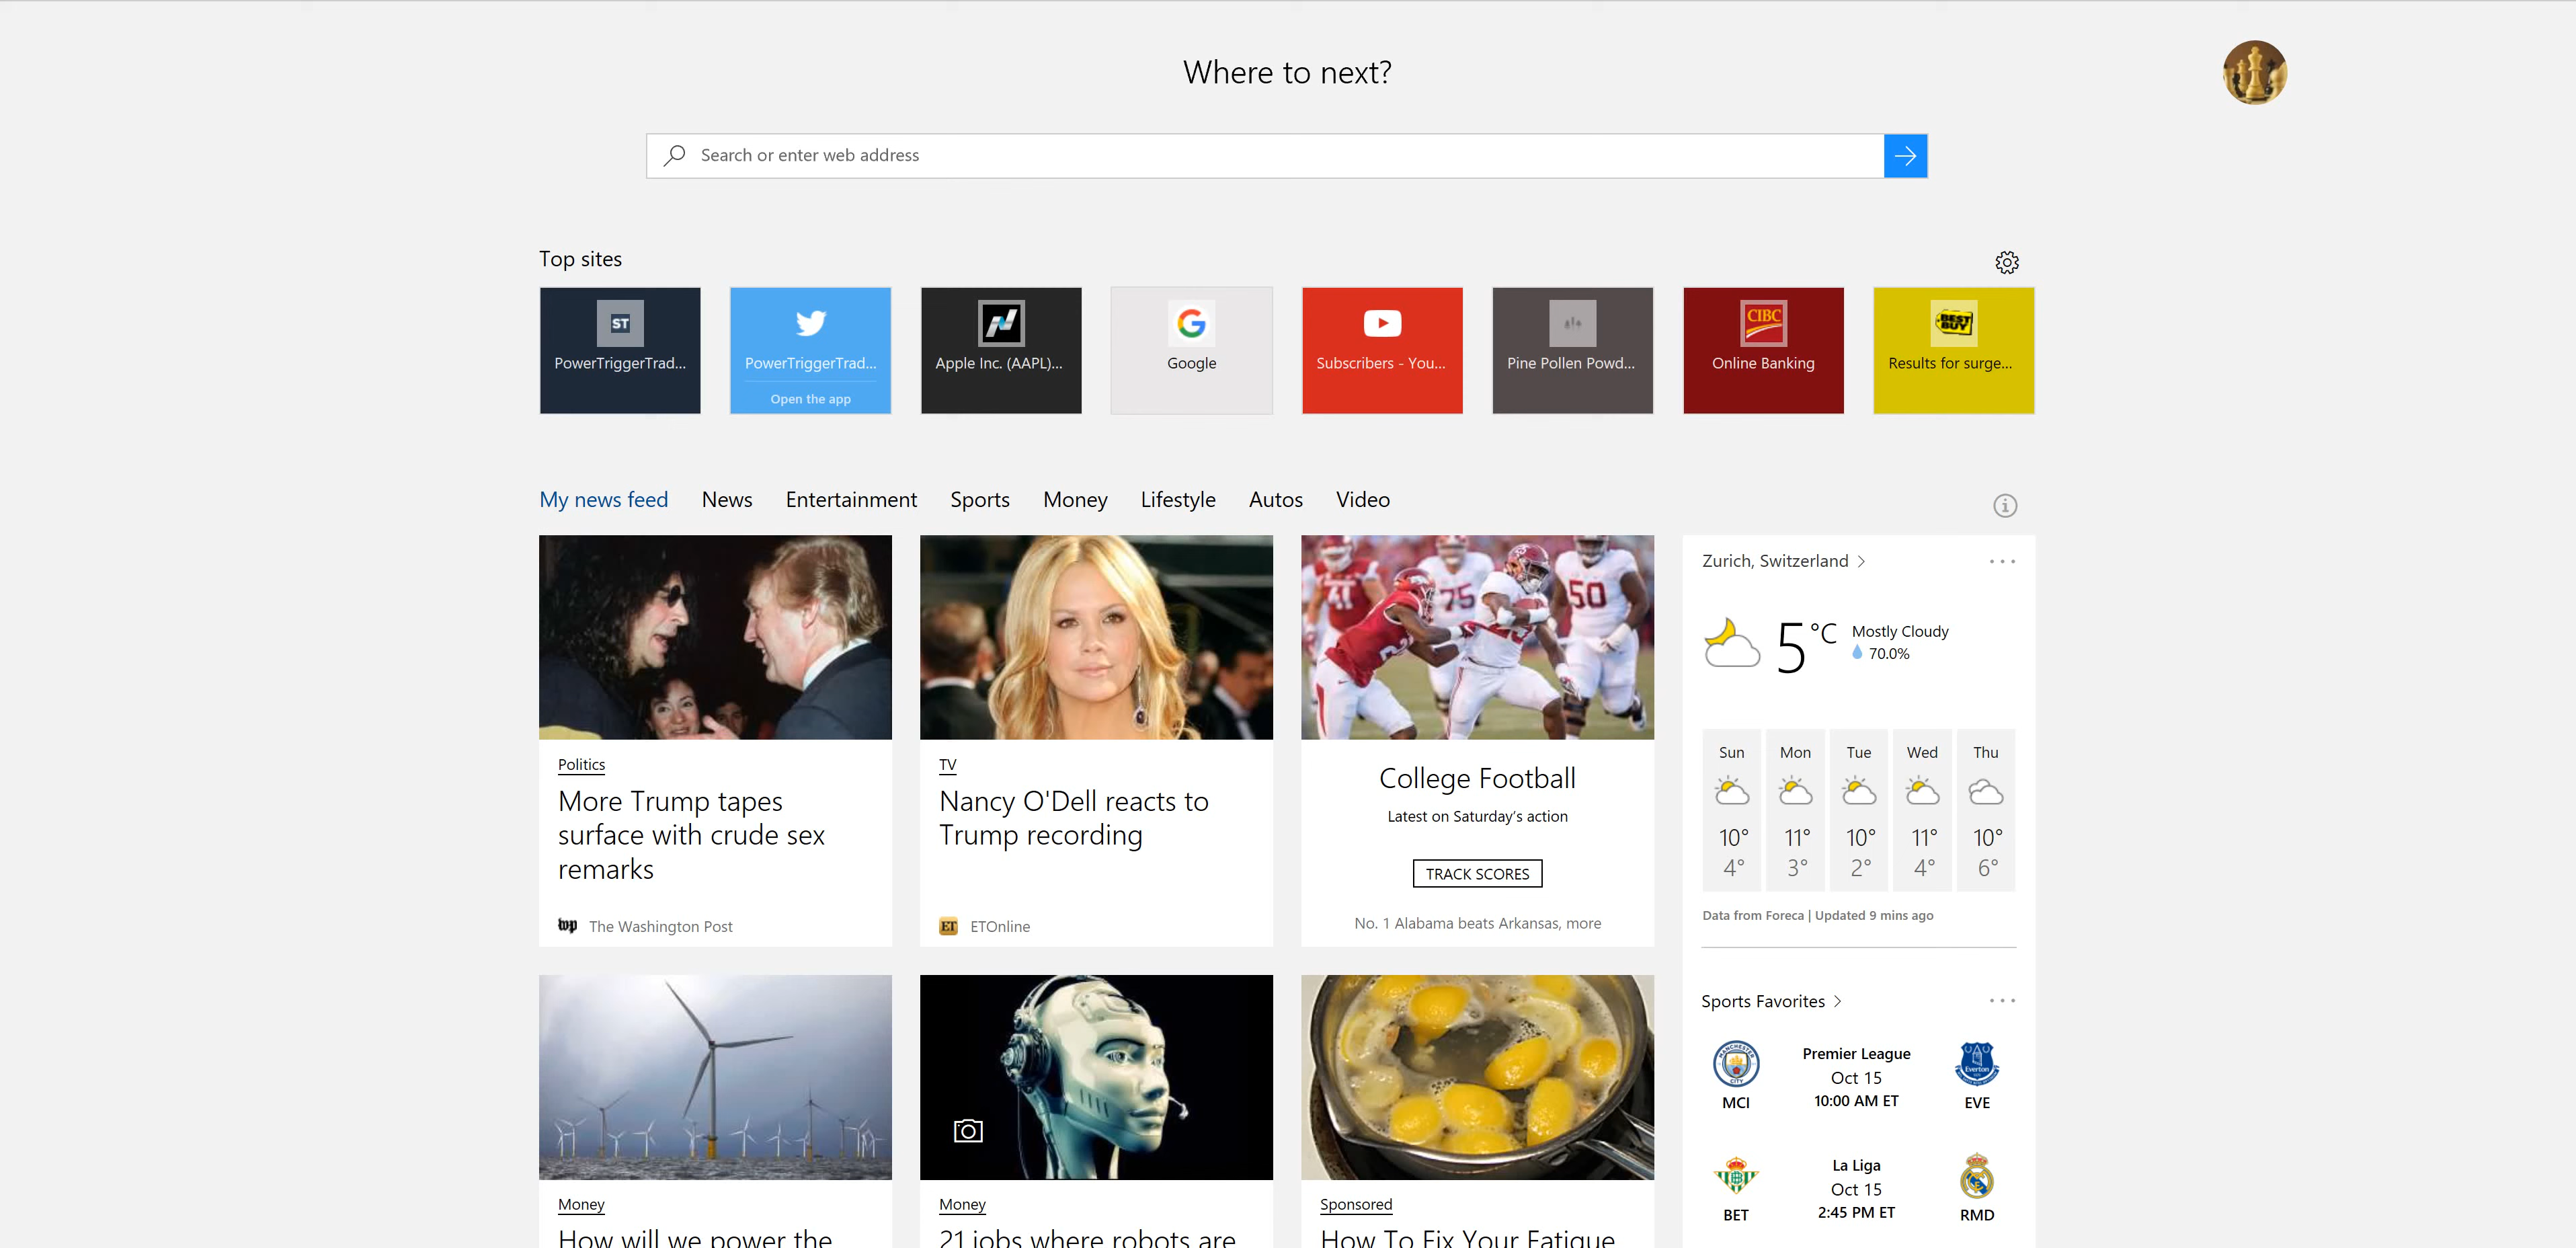 Where to next?
Search or enter web address
Top sites
ST
PowerTriggerTrad...
PowerTriggerTrad...
Open the app
Apple Inc. (AAPL)...
Google
Subscribers - You...
Pine Pollen Powd...
CIBC
Online Banking
BEST BUY
Results for surge...
My news feed
News
Entertainment
Sports
Money
Lifestyle
Autos
Video
Politics
More Trump tapes
surface with crude sex
remarks
wp
The Washington Post
TV
Nancy O'Dell reacts to
Trump recording
ET
ETOnline
71
75
50
College Football
Latest on Saturday's action
TRACK SCORES
No. 1 Alabama beats Arkansas, more
Zurich, Switzerland
5 °C
Mostly Cloudy
70.0%
Sun Mon Tue Wed Thu
10° 11° 10° 11° 10°
4° 3° 2° 4° 6°
Data from Foreca | Updated 9 mins ago
Money
How will we power the
Money
21 jobs where robots are
Sponsored
How To Fix Your Fatigue
Sports Favorites
MANCHESTER
CITY
MCI
Premier League
Oct 15
10:00 AM ET
Everton
EVE
BET
La Liga
Oct 15
2:45 PM ET
RMD